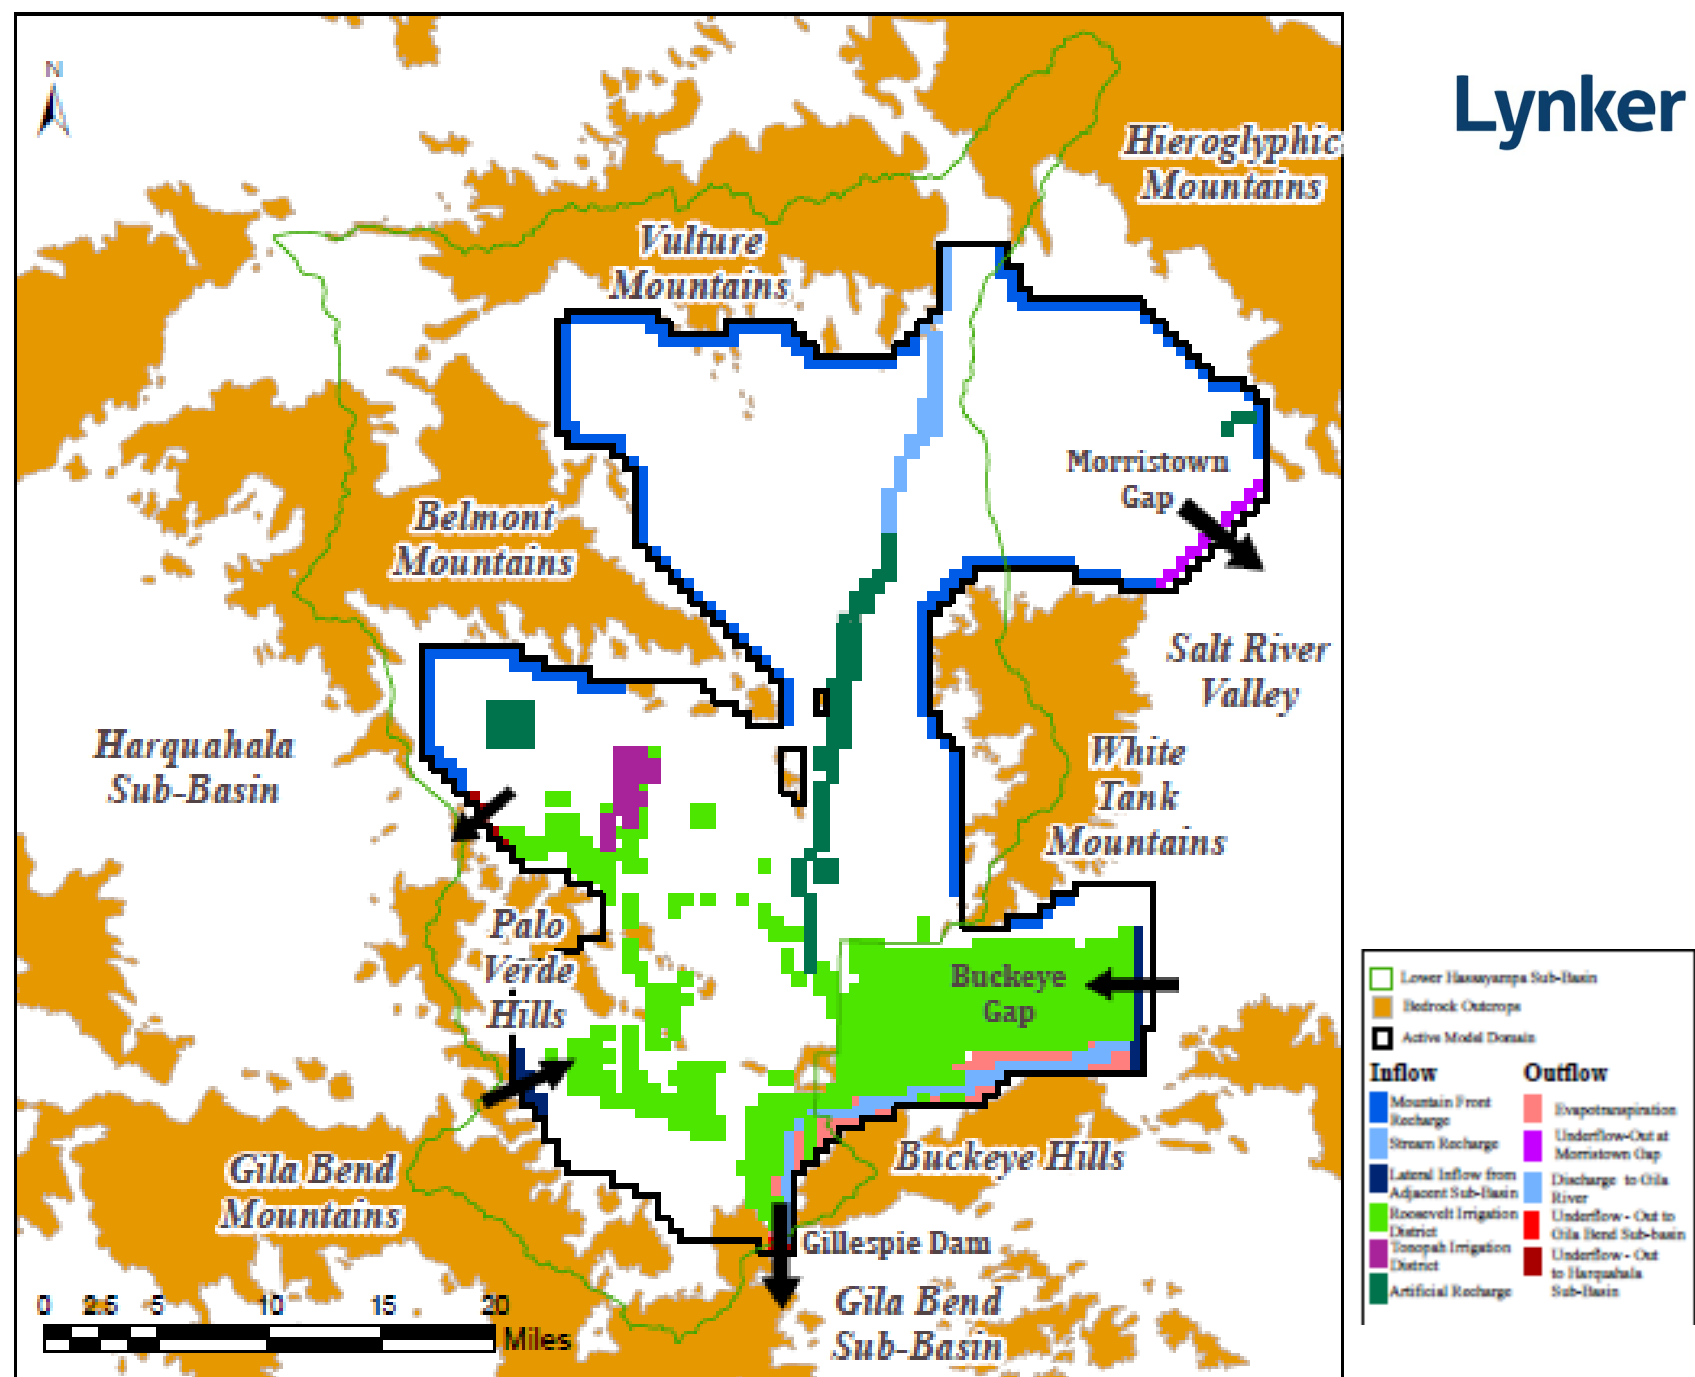 N
Lynker
Hieroglyphic
Mountains
Vulture
Mountains
Morristown
Gap
Belmont
Mountains
Salt River
Valley
Harquahala
Sub-Basin
White
Tank
Mountains
Palo
Verde
Hills
Buckeye
Gap
Buckeye Hills
Gila Bend
Mountains
Gillespie Dam
Gila Bend
Sub-Basin
0 2.5 5 10 15 20
Miles
Lower Hassayampa Sub-Basin
Bedrock Outcrops
Active Model Domain
Inflow
Mountain Front
Recharge
Stream Recharge
Lateral Inflow from
Adjacent Sub-Basin
Roosevelt Irrigation
District
Tonopah Irrigation
District
Artificial Recharge
Outflow
Evapotranspiration
Underflow-Out at
Morristown Gap
Discharge to Gila
River
Underflow - Out to
Gila Bend Sub-basin
Underflow - Out
to Harquahala
Sub-Basin